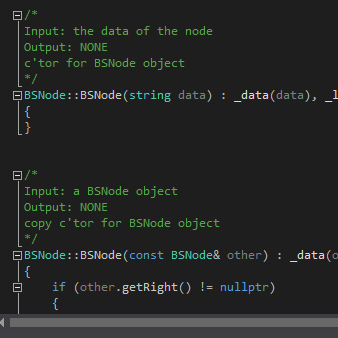 /*
Input: the data of the node
Output: NONE
c'tor for BSNode object
*/
BSNode::BSNode(string data) : _data(data), _l
{
}
/*
Input: a BSNode object
Output: NONE
copy c'tor for BSNode object
*/
BSNode::BSNode(const BSNode& other) : _data(o
{
if (other.getRight() != nullptr)
{